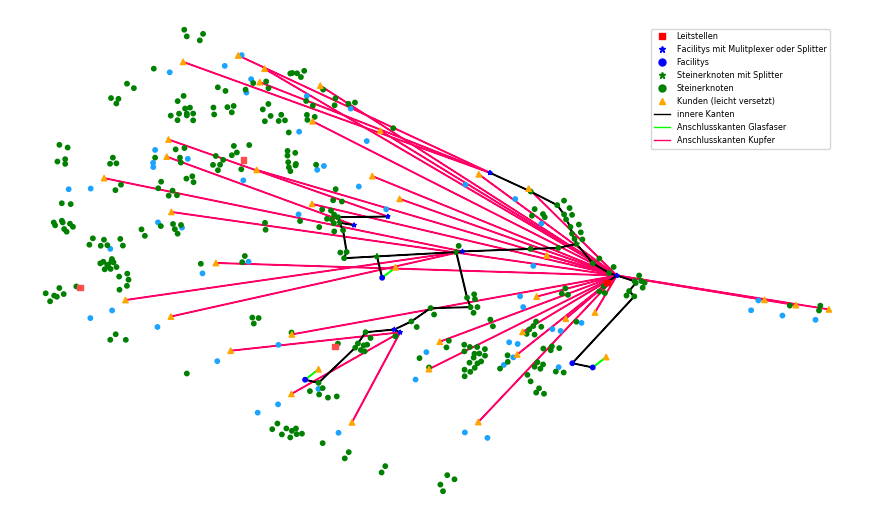 Leitstellen
Facilitys mit Mulitplexer oder Splitter
Facilitys
Steinerknoten mit Splitter
Steinerknoten
Kunden (leicht versetzt)
innere Kanten
Anschlusskanten Glasfaser
Anschlusskanten Kupfer